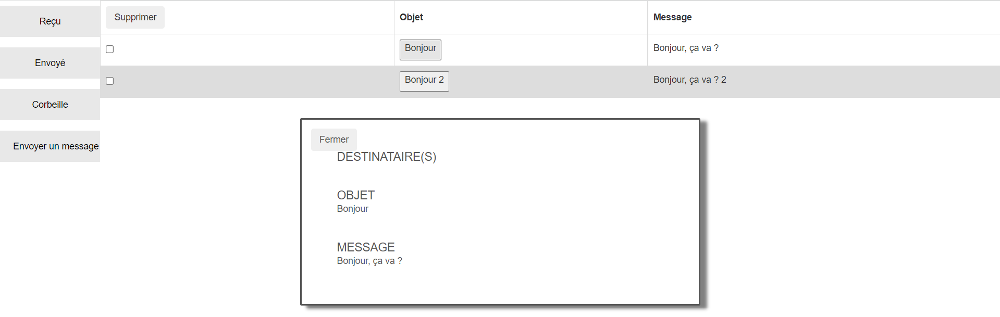 Reçu
Envoyé
Corbeille
Envoyer un message
Supprimer Objet Message
Bonjour Bonjour, ça va ?
Bonjour 2 Bonjour, ça va ? 2
Fermer
DESTINATAIRE(S)
OBJET
Bonjour
MESSAGE
Bonjour, ça va ?